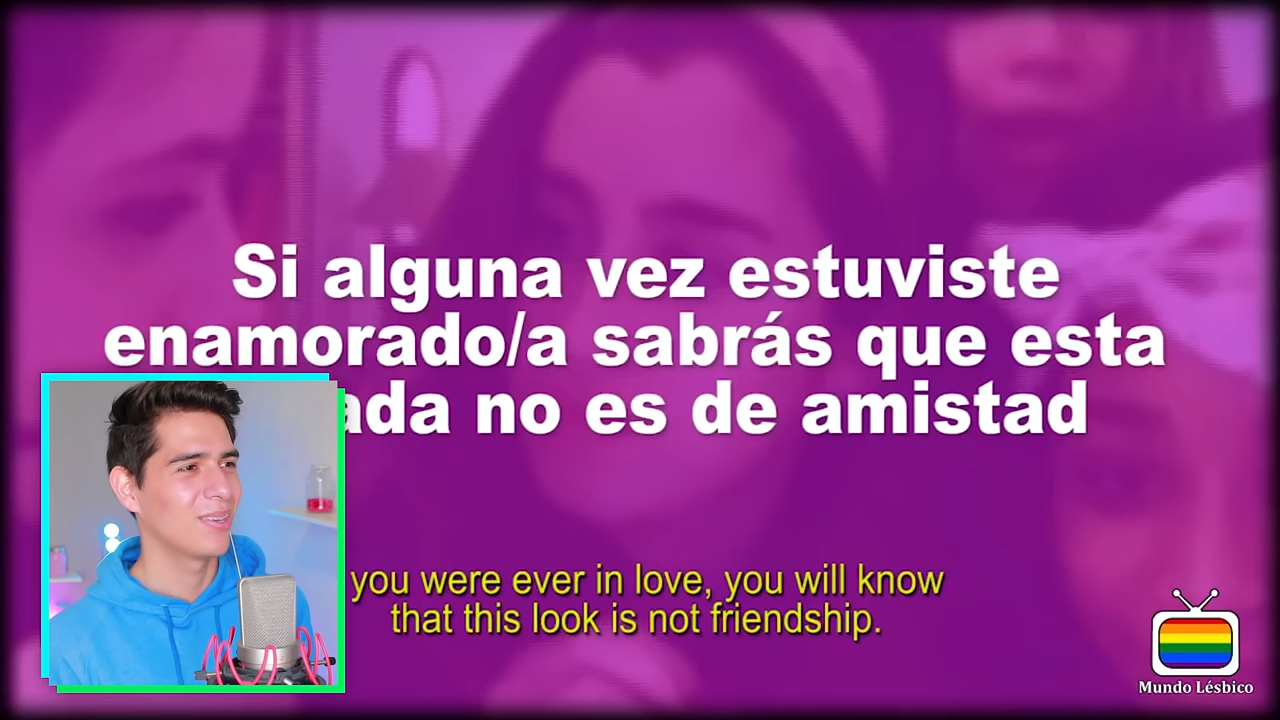 Si alguna vez estuviste
enamorado/a sabrás que esta
no es de amistad
you were ever in love, you will know
that this look is not friendship.
Mundo Lésbico